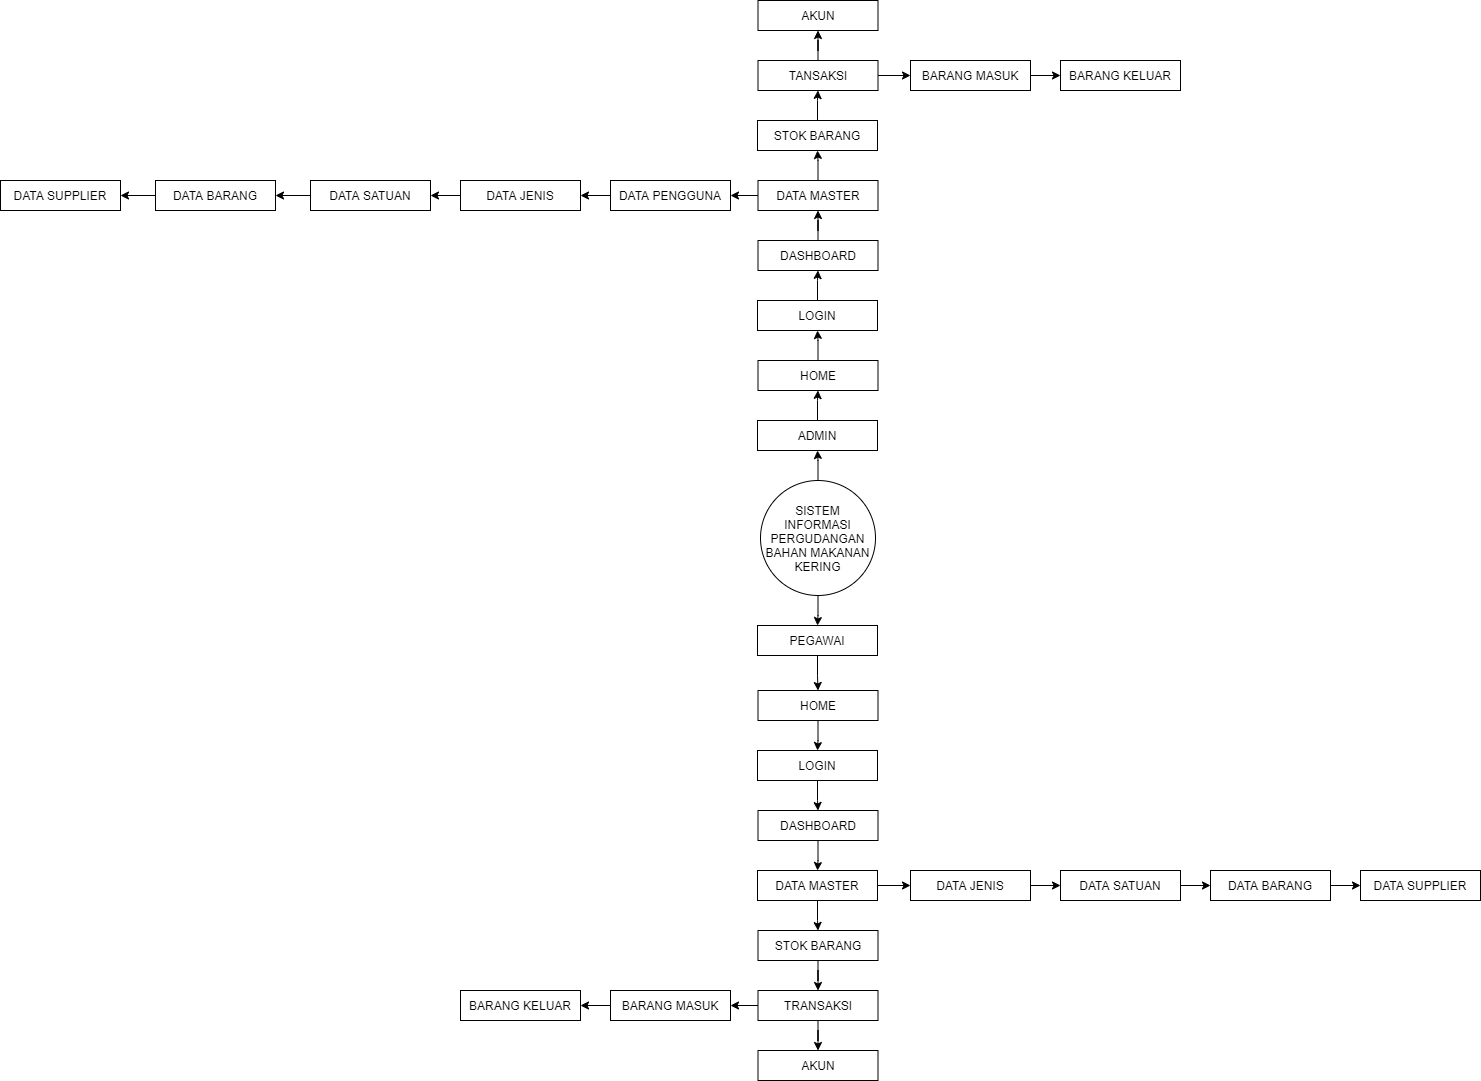 AKUN
TANSAKSI
BARANG MASUK
BARANG KELUAR
STOK BARANG
DATA SUPPLIER
DATA BARANG
DATA SATUAN
DATA JENIS
DATA PENGGUNA
DATA MASTER
DASHBOARD
LOGIN
HOME
ADMIN
SISTEM
INFORMASI
PERGUDANGAN
BAHAN MAKANAN
KERING
PEGAWAI
HOME
LOGIN
DASHBOARD
DATA MASTER
DATA JENIS
DATA SATUAN
DATA BARANG
DATA SUPPLIER
STOK BARANG
BARANG KELUAR
BARANG MASUK
TRANSAKSI
AKUN